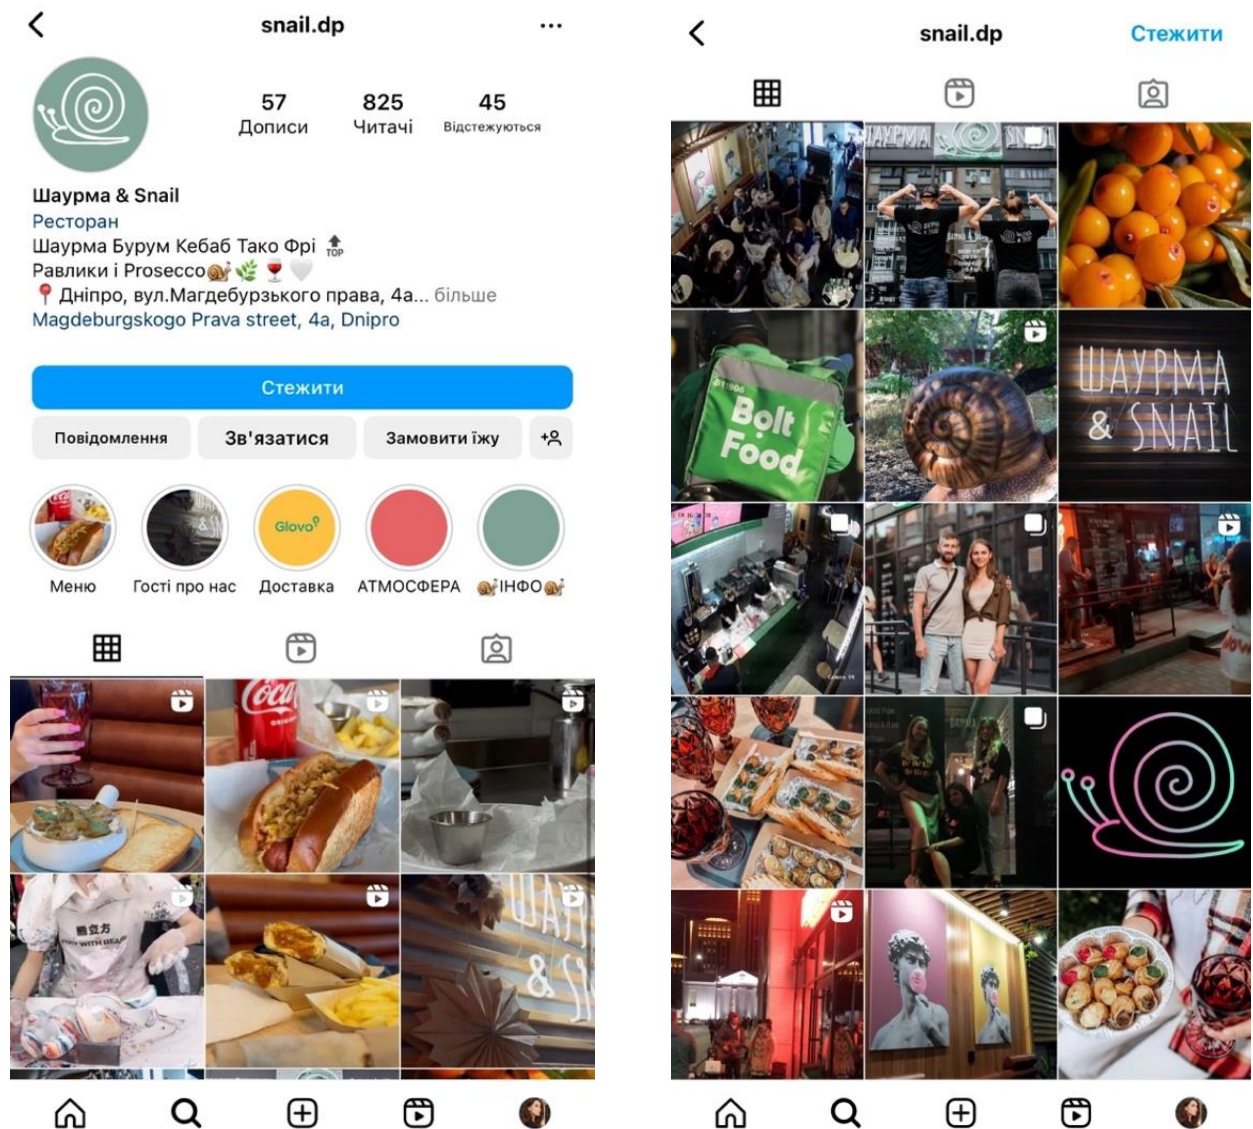 snail.dp
57
Дописи
825
Читачі
45
Відстежуються
Шаурма & Snail
Ресторан
Шаурма Бурум Кебаб Тако Фрі TOP
Равлики і Prosecco
Дніпро, вул.Магдебурзького права, 4а... більше
Magdeburgskogo Prava street, 4a, Dnipro
Стежити
Повідомлення
Зв'язатися
Замовити їжу
Glovo
Меню
Гості про нас
Доставка
АТМОСФЕРА
ІНФО
Coca
snail.dp
Стежити
ШАУРМА
SNAIL
Bolt
Food
ШАУРМА
& SNAIL